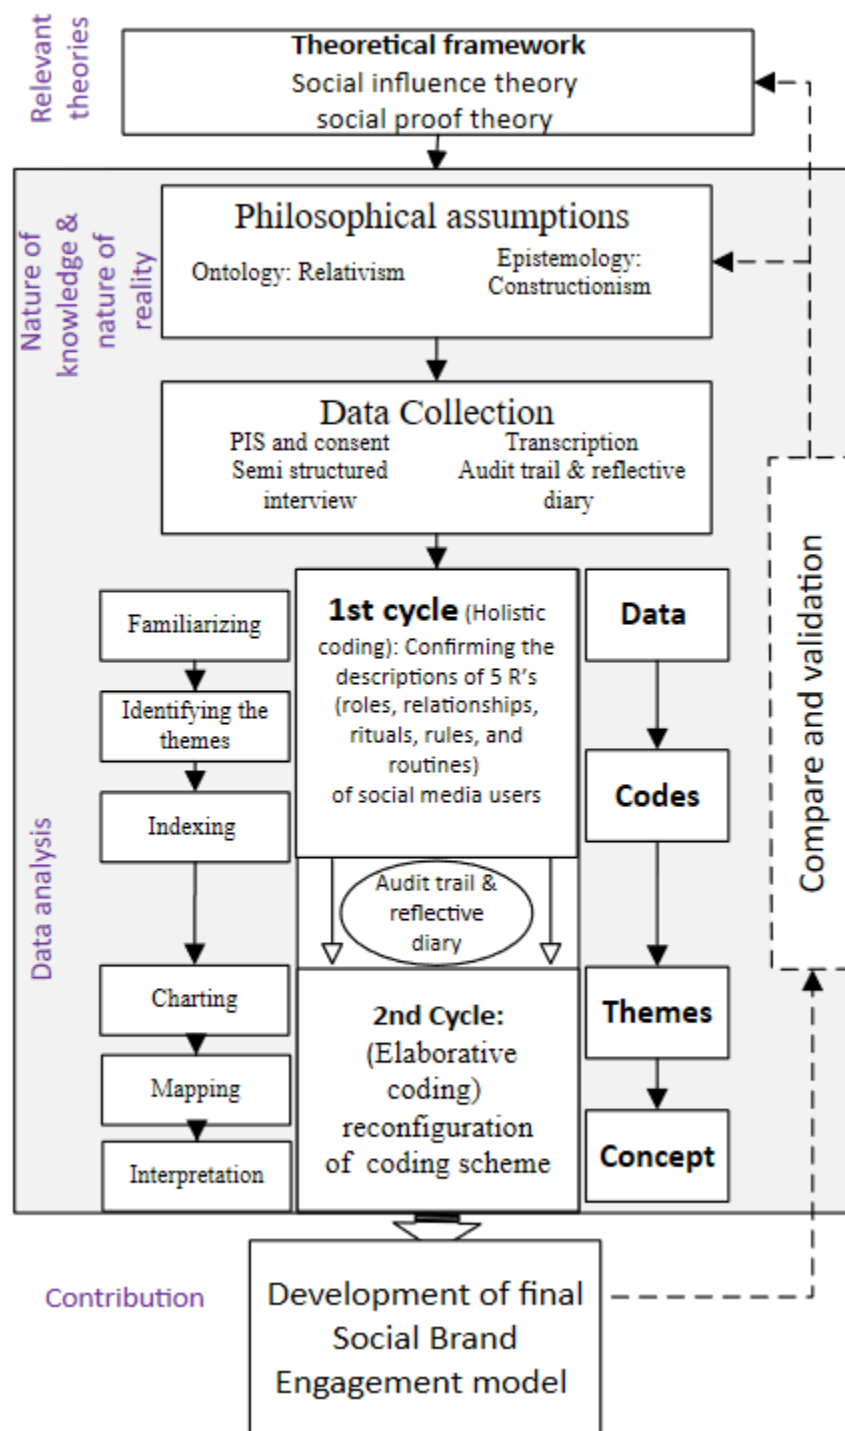 Relevant
theories
Theoretical framework
Social influence theory
social proof theory
Nature of
knowledge &
nature of
reality
Philosophical assumptions
Ontology: Relativism
Epistemology:
Constructionism
Data Collection
PIS and consent
Semi structured
interview
Transcription
Audit trail & reflective
diary
Data analysis
Familiarizing
Identifying the
themes
Indexing
Charting
Mapping
Interpretation
1st cycle (Holistic
coding): Confirming the
descriptions of 5 R’s
(roles, relationships,
rituals, rules, and
routines)
of social media users
Audit trail &
reflective
diary
2nd Cycle:
(Elaborative
coding)
reconfiguration
of coding scheme
Data
Codes
Themes
Concept
Compare and validation
Contribution
Development of final
Social Brand
Engagement model